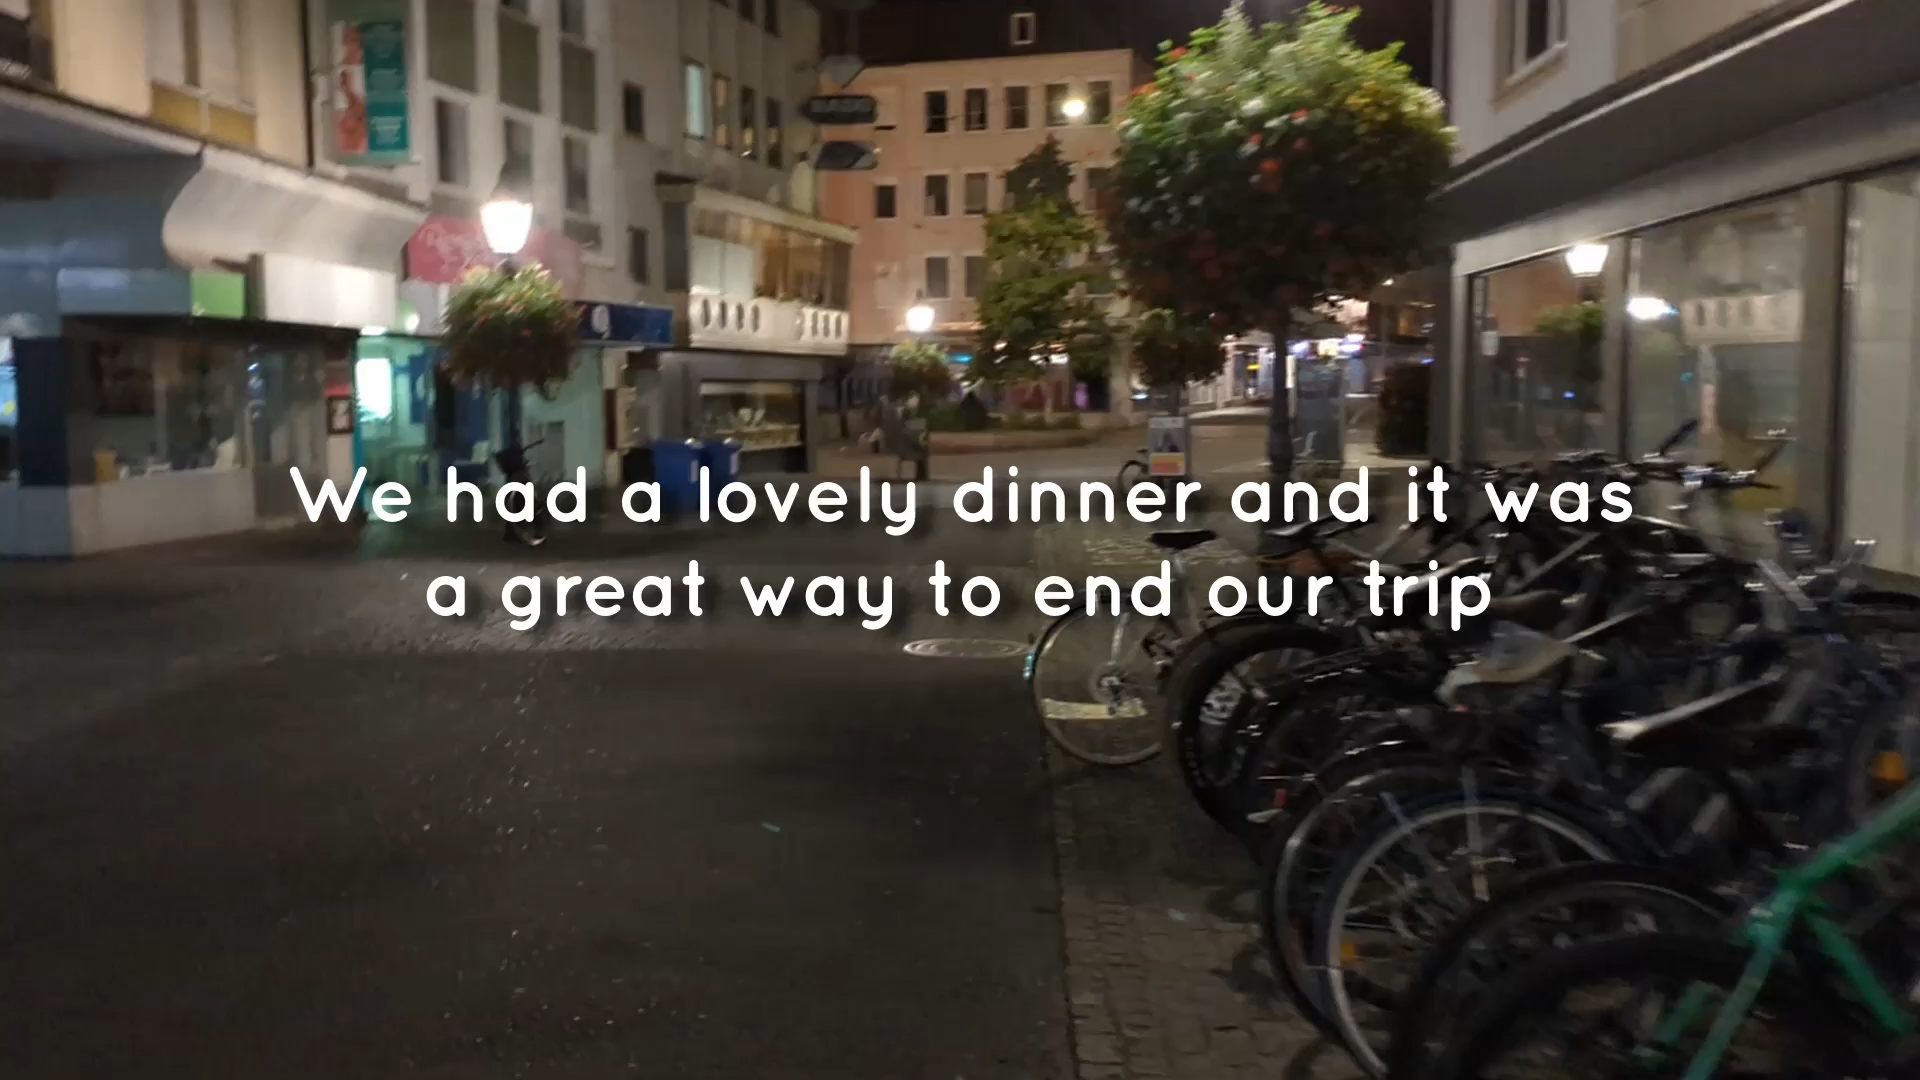 We had a lovely dinner and it was
a great way to end our trip